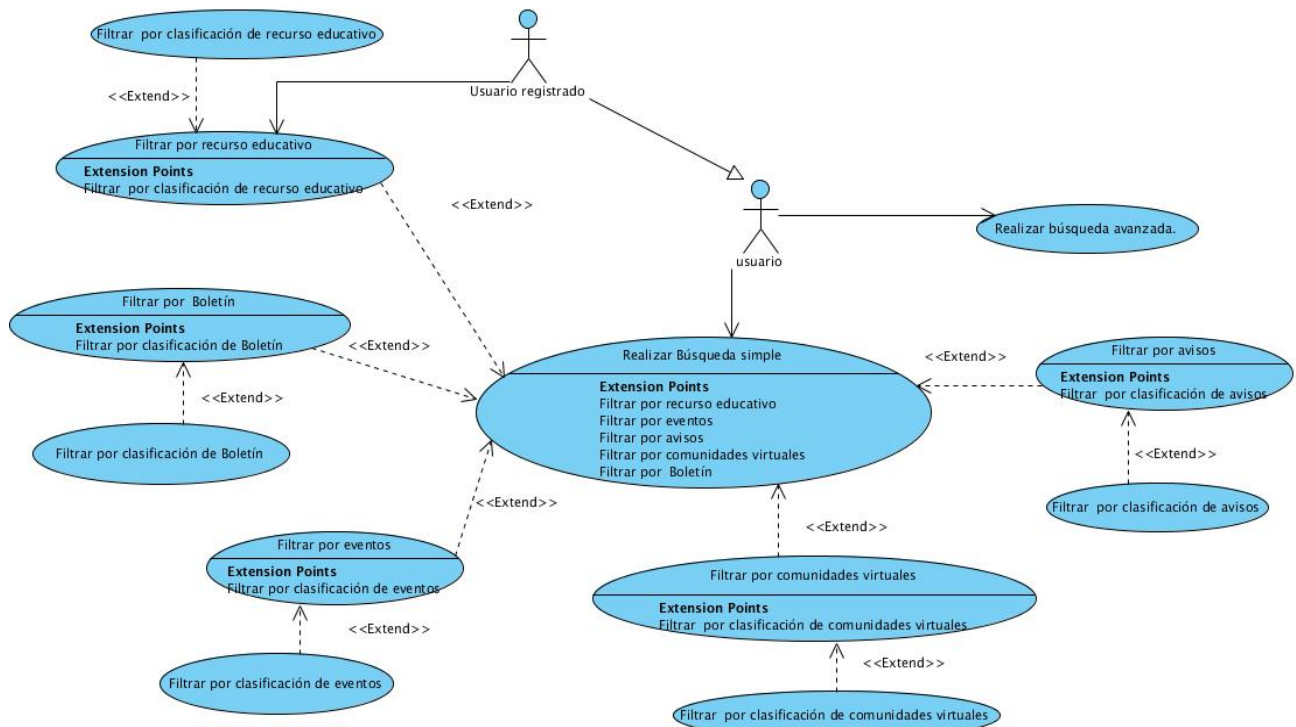 Filtrar por clasificación de recurso educativo
<<Extend>>
Usuario registrado
Filtrar por recurso educativo
Extension Points
Filtrar por clasificación de recurso educativo
<<Extend>>
usuario
Realizar búsqueda avanzada.
Filtrar por Boletín
Extension Points
Filtrar por clasificación de Boletín
<<Extend>>
<<Extend>>
Filtrar por clasificación de Boletín
Realizar Búsqueda simple
Extension Points
Filtrar por recurso educativo
Filtrar por eventos
Filtrar por avisos
Filtrar por comunidades virtuales
Filtrar por Boletín
<<Extend>>
Filtrar por avisos
Extension Points
Filtrar por clasificación de avisos
<<Extend>>
Filtrar por clasificación de avisos
<<Extend>>
Filtrar por eventos
Extension Points
Filtrar por clasificación de eventos
<<Extend>>
Filtrar por clasificación de eventos
<<Extend>>
Filtrar por comunidades virtuales
Extension Points
Filtrar por clasificación de comunidades virtuales
<<Extend>>
Filtrar por clasificación de comunidades virtuales